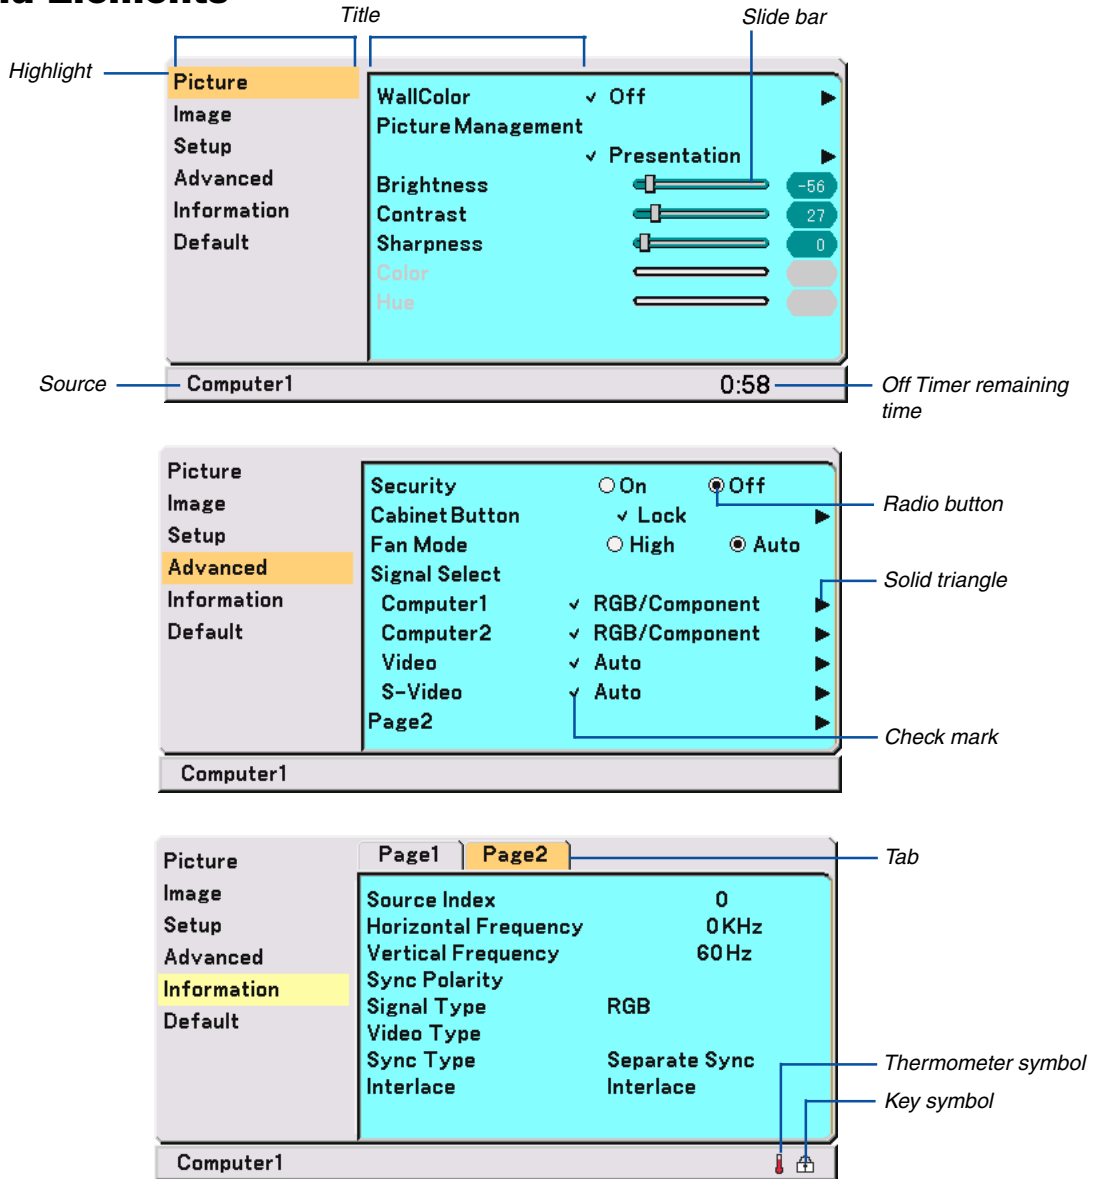 Title
Slide bar
Highlight
Picture
Image
Setup
Advanced
Information
Default
WallColor ✓ Off ▶
Picture Management
✓ Presentation ▶
Brightness -56
Contrast 27
Sharpness 0
Color
Hue
Source
Computer1 0:58
Off Timer remaining
time
Picture
Image
Setup
Advanced
Information
Default
Security On Off
Cabinet Button ✓ Lock ▶
Fan Mode High Auto
Signal Select
Computer1 ✓ RGB/Component ▶
Computer2 ✓ RGB/Component ▶
Video ✓ Auto ▶
S-Video ✓ Auto ▶
Page2 ▶
Radio button
Solid triangle
Check mark
Computer1
Picture
Image
Setup
Advanced
Information
Default
Page1 Page2
Tab
Source Index 0
Horizontal Frequency 0KHz
Vertical Frequency 60Hz
Sync Polarity
Signal Type RGB
Video Type
Sync Type Separate Sync
Interlace Interlace
Thermometer symbol
Key symbol
Computer1